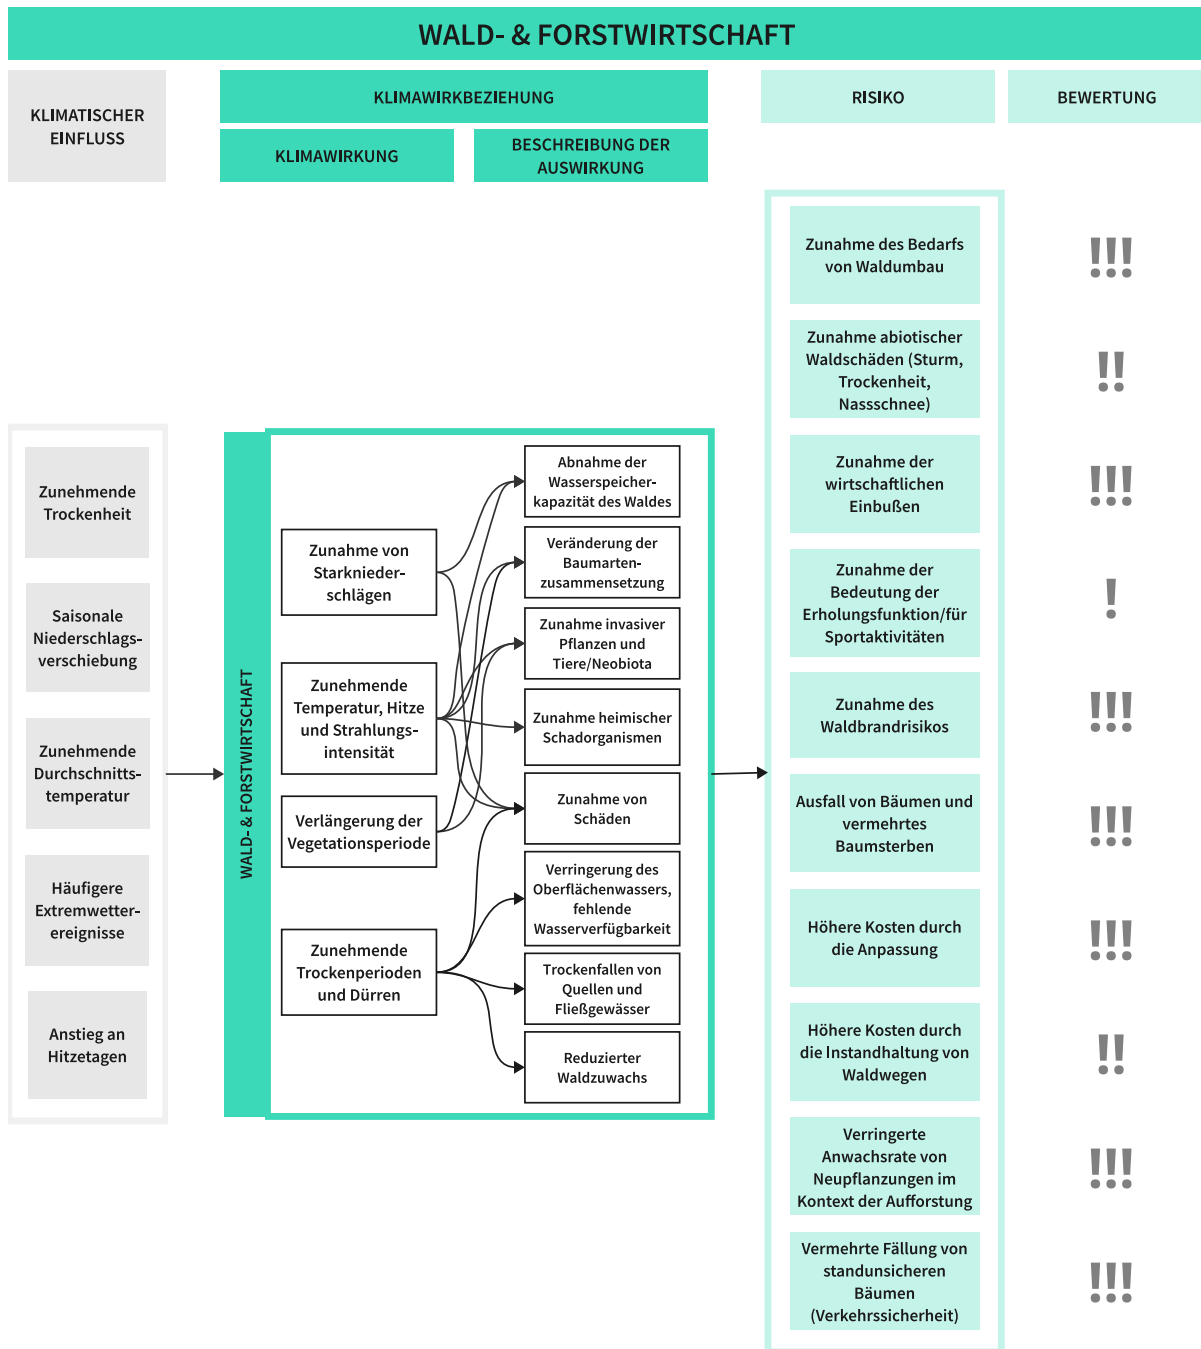 WALD- & FORSTWIRTSCHAFT
KLIMATISCHER
EINFLUSS
KLIMAWIRKBEZIEHUNG
KLIMAWIRKUNG
BESCHREIBUNG DER
AUSWIRKUNG
RISIKO
BEWERTUNG
Zunehmende
Trockenheit
Saisonale
Niederschlags-
verschiebung
Zunehmende
Durchschnitts-
temperatur
Häufigere
Extremwetter-
ereignisse
Anstieg an
Hitzetagen
WALD- & FORSTWIRTSCHAFT
Zunahme von
Starknieder-
schlägen
Zunehmende
Temperatur, Hitze
und Strahlungs-
intensität
Verlängerung der
Vegetationsperiode
Zunehmende
Trockenperioden
und Dürren
Abnahme der
Wasserspeicher-
kapazität des Waldes
Veränderung der
Baumarten-
zusammensetzung
Zunahme invasiver
Pflanzen und
Tiere/Neobiota
Zunahme heimischer
Schadorganismen
Zunahme von
Schäden
Verringerung des
Oberflächenwassers,
fehlende
Wasserverfügbarkeit
Trockenfallen von
Quellen und
Fließgewässer
Reduzierter
Waldzuwachs
Zunahme des Bedarfs
von Waldumbau
!!!
Zunahme abiotischer
Waldschäden (Sturm,
Trockenheit,
Nassschnee)
!!
Zunahme der
wirtschaftlichen
Einbußen
!!!
Zunahme der
Bedeutung der
Erholungsfunktion/für
Sportaktivitäten
!
Zunahme des
Waldbrandrisikos
!!!
Ausfall von Bäumen und
vermehrtes
Baumsterben
!!!
Höhere Kosten durch
die Anpassung
!!!
Höhere Kosten durch
die Instandhaltung von
Waldwegen
!!
Verringerte
Anwachsrate von
Neupflanzungen im
Kontext der Aufforstung
!!!
Vermehrte Fällung von
standunsicheren
Bäumen
(Verkehrssicherheit)
!!!